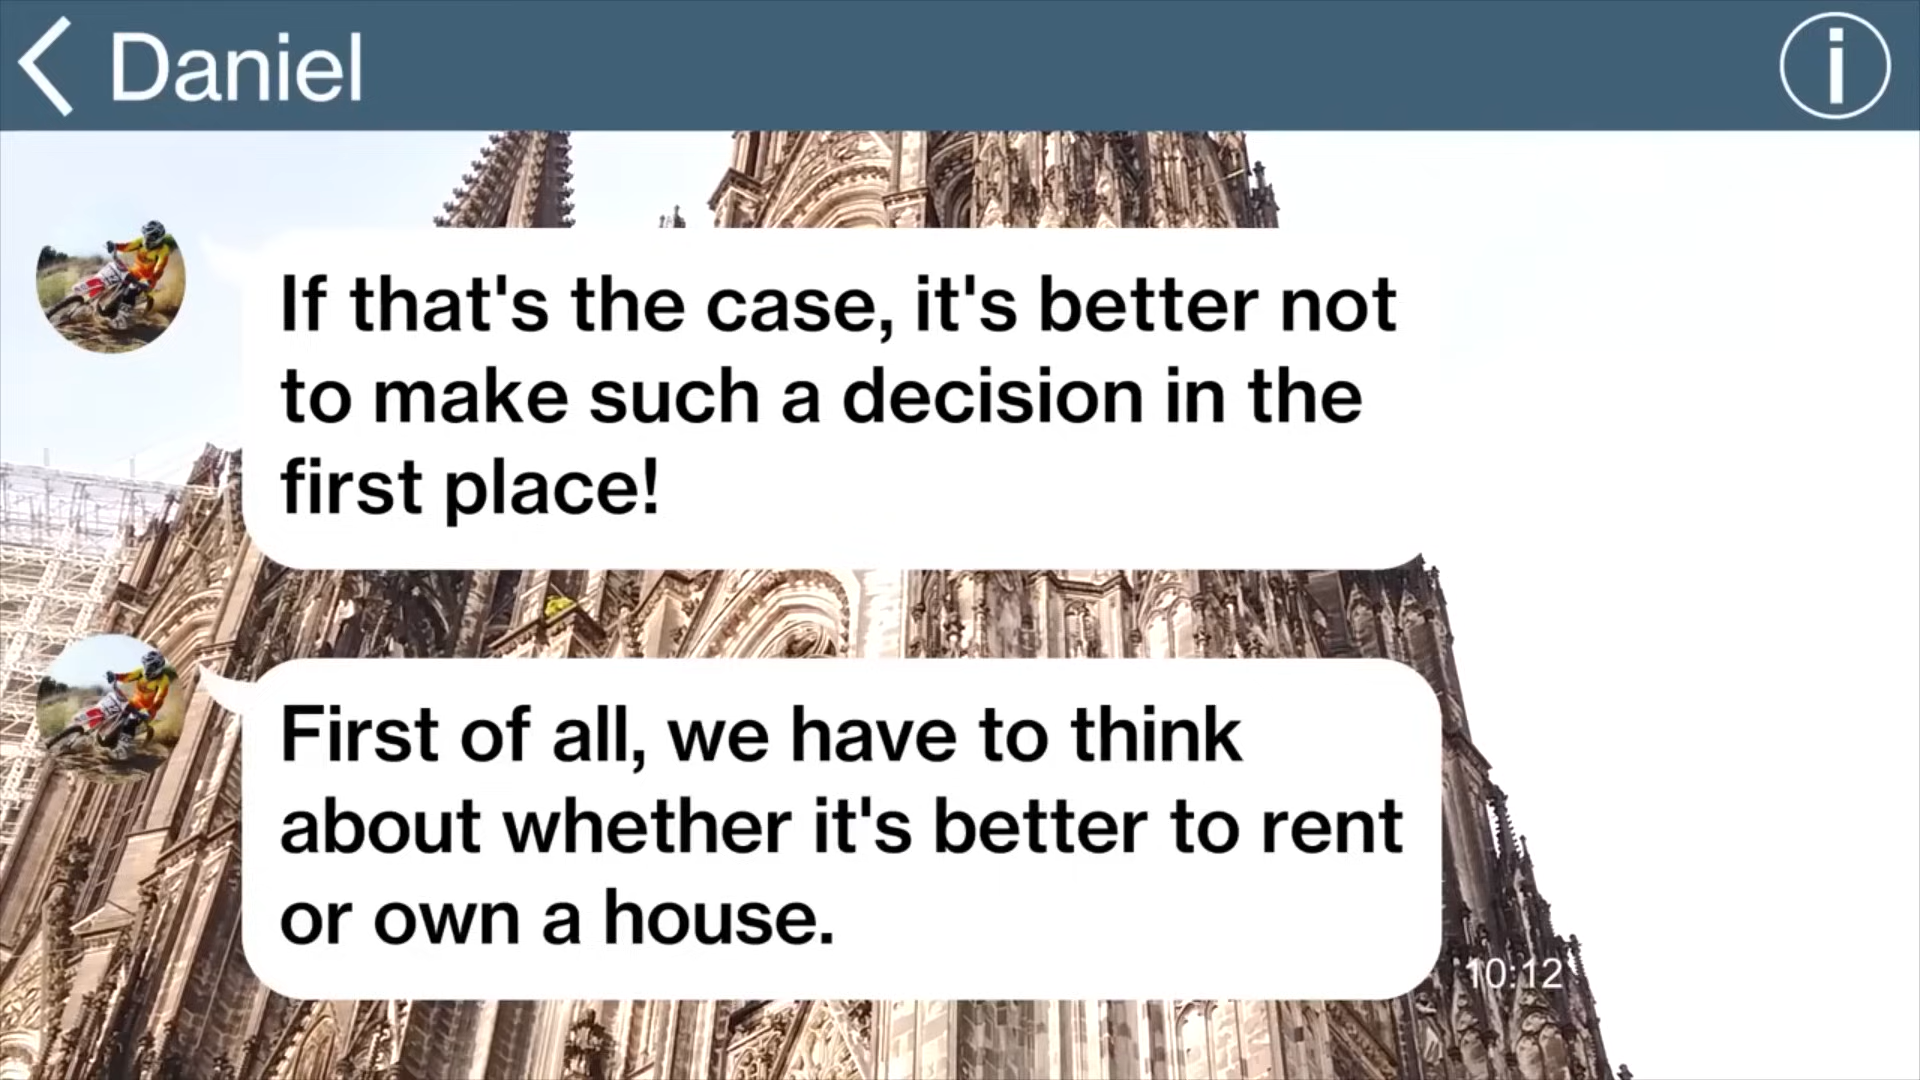 Daniel
If that's the case, it's better not
to make such a decision in the
first place!
First of all, we have to think
about whether it's better to rent
or own a house.
10:12